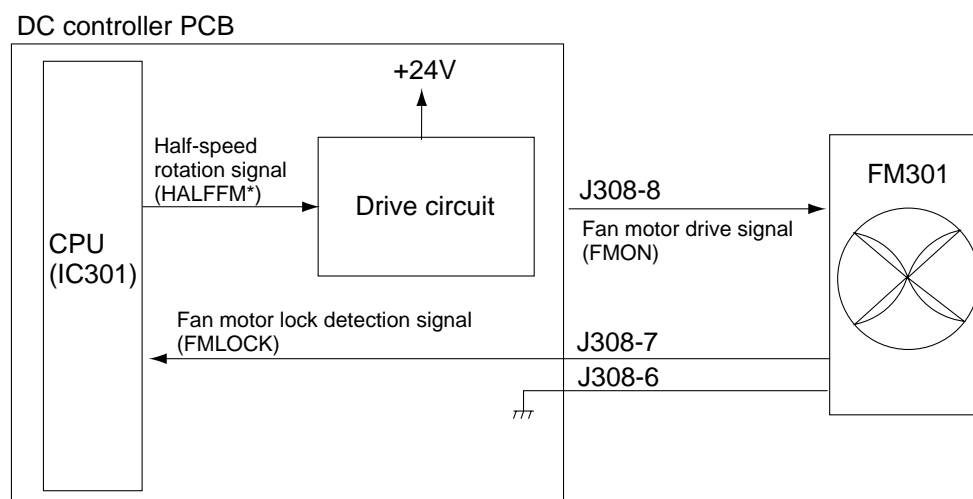 DC controller PCB
+24V
Half-speed
rotation signal
(HALFFM*)
Drive circuit
CPU
(IC301)
J308-8
Fan motor drive signal
(FMON)
FM301
Fan motor lock detection signal
(FMLOCK)
J308-7
J308-6